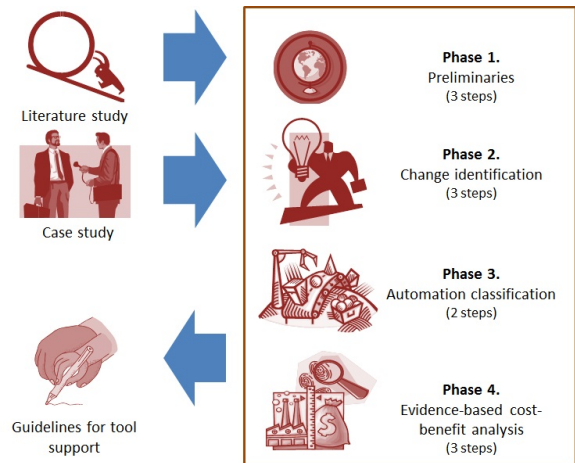 Literature study
Case study
Guidelines for tool
support
Phase 1.
Preliminaries
(3 steps)
Phase 2.
Change identification
(3 steps)
Phase 3.
Automation classification
(2 steps)
Phase 4.
Evidence-based cost-
benefit analysis
(3 steps)
$